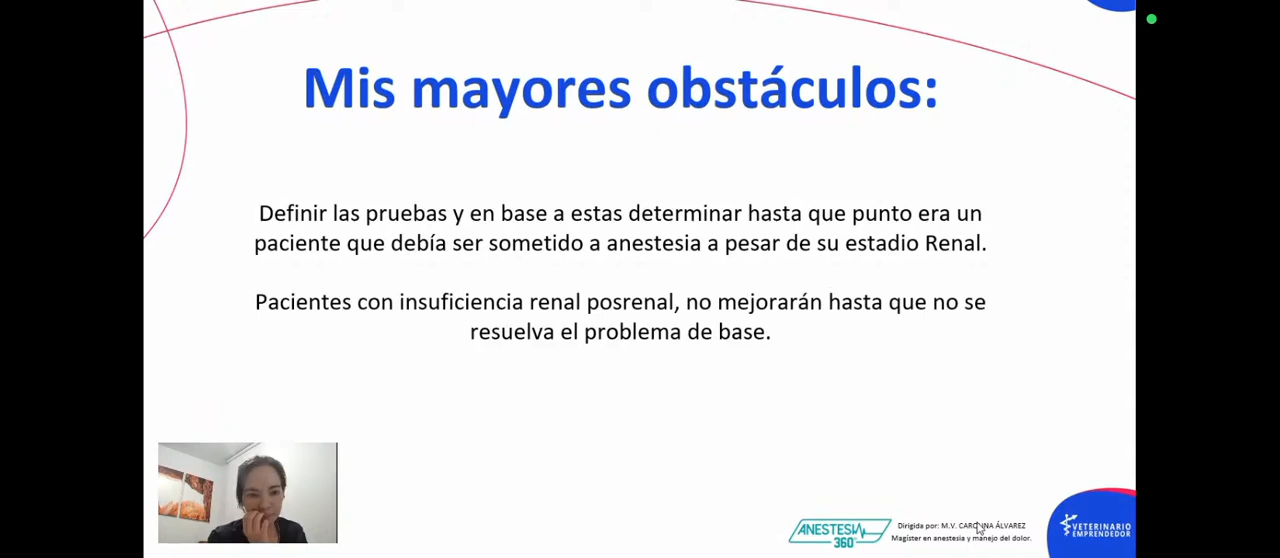 Mis mayores obstáculos:
Definir las pruebas y en base a estas determinar hasta que punto era un
paciente que debía ser sometido a anestesia a pesar de su estadio Renal.
Pacientes con insuficiencia renal posrenal, no mejorarán hasta que no se
resuelva el problema de base.
ANESTESIA
360°
Dirigida por: M.V. CAROLINA ÁLVAREZ
Magíster en anestesia y manejo del dolor.
VETERINARIO
EMPRENDEDOR